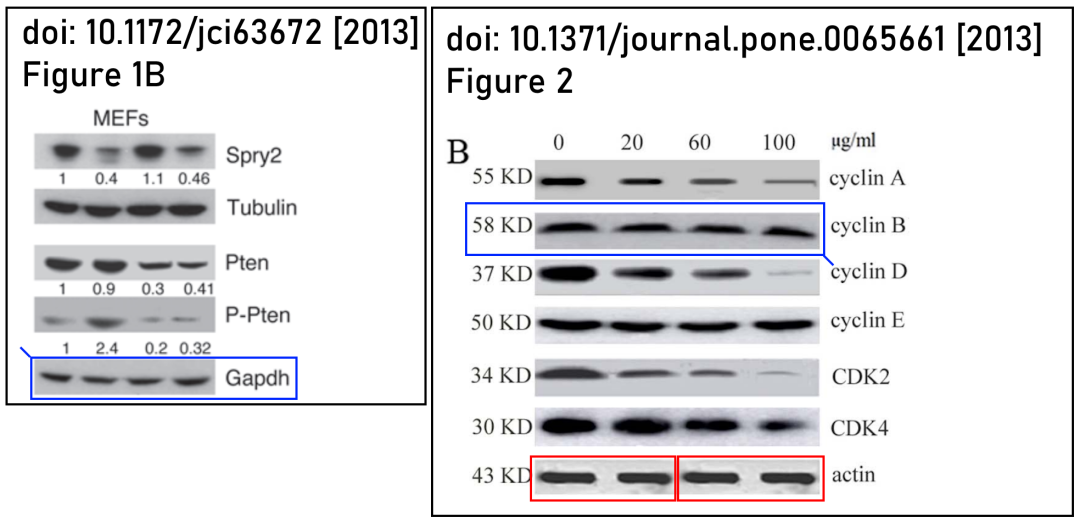 doi: 10.1172/jci63672 [2013]
Figure 1B
MEFs
Spry2
1 0.4 1.1 0.46
Tubulin
Pten
1 0.9 0.3 0.41
P-Pten
1 2.4 0.2 0.32
Gapdh
doi: 10.1371/journal.pone.0065661 [2013]
Figure 2
B 0 20 60 100 μg/ml
55 KD cyclin A
58 KD cyclin B
37 KD cyclin D
50 KD cyclin E
34 KD CDK2
30 KD CDK4
43 KD actin